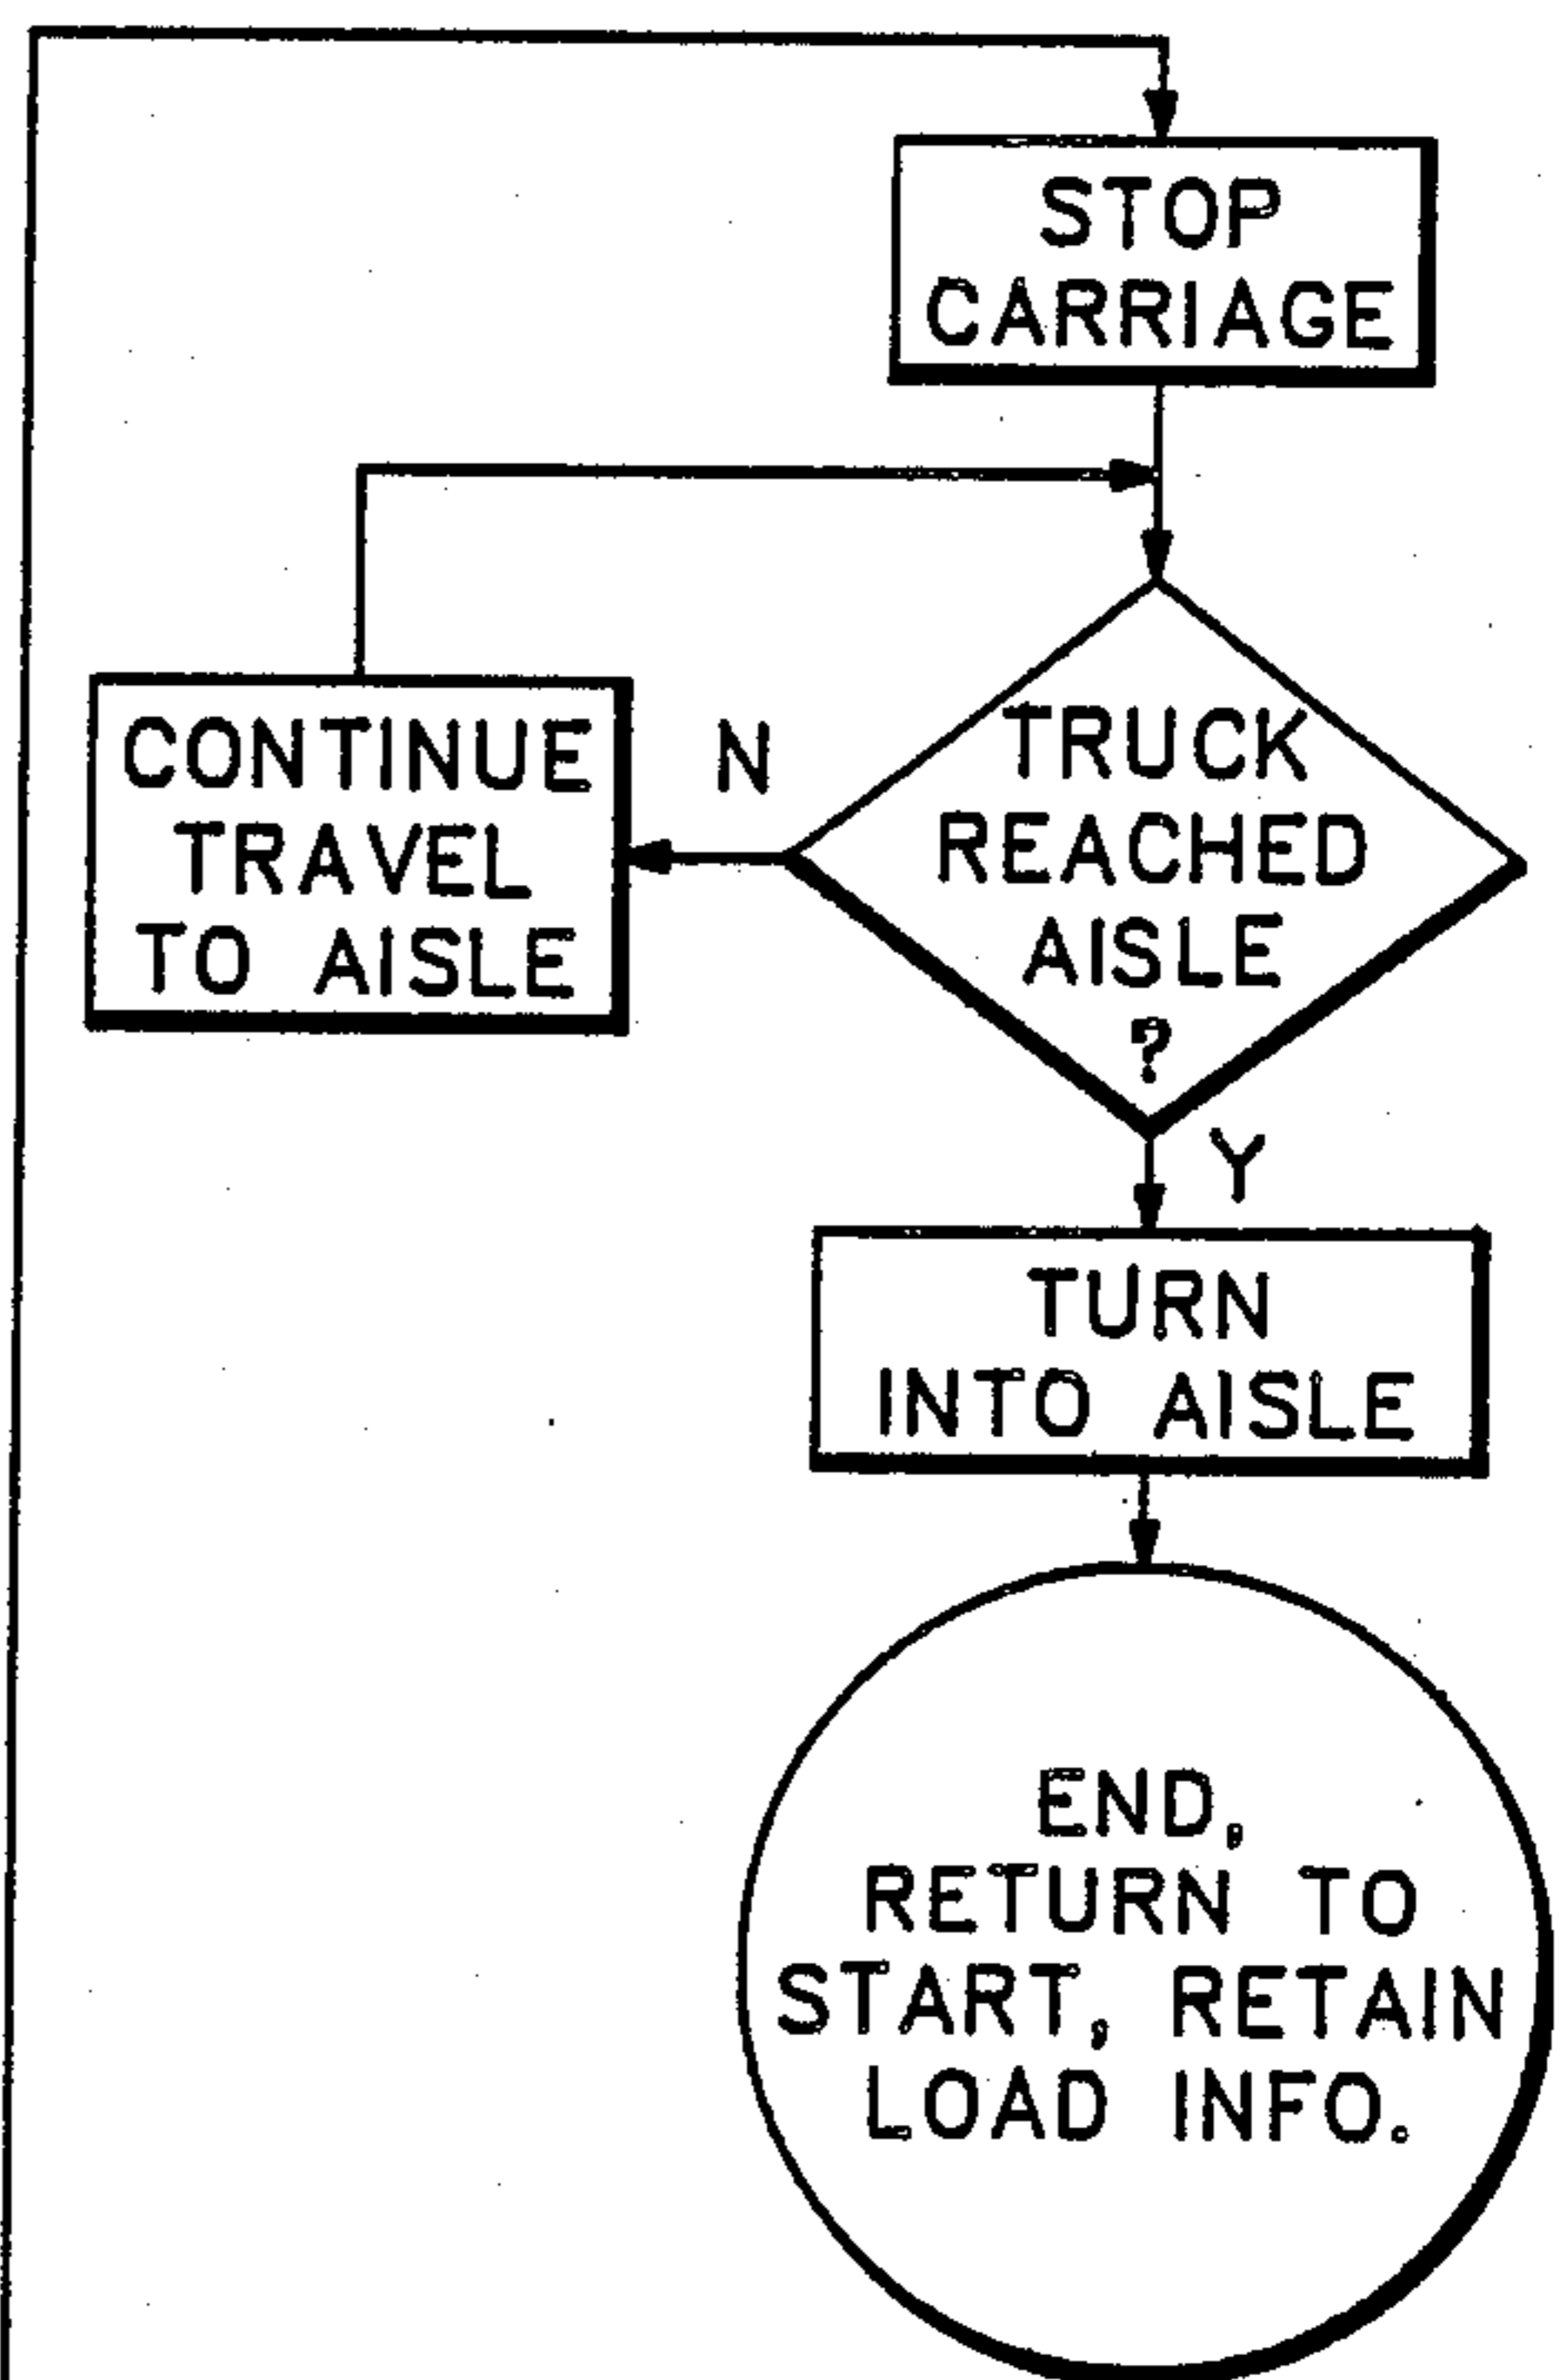 STOP
CARRIAGE
CONTINUE
TRAVEL
TO AISLE
N
TRUCK
REACHED
AISLE
?
Y
TURN
INTO AISLE
END,
RETURN TO
START, RETAIN
LOAD INFO.